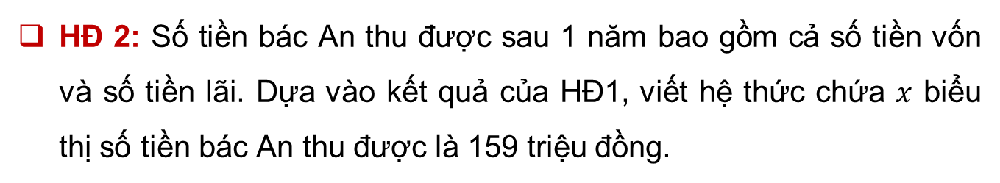 ❑ HĐ 2: Số tiền bác An thu được sau 1 năm bao gồm cả số tiền vốn
và số tiền lãi. Dựa vào kết quả của HĐ1, viết hệ thức chứa x biểu
thị số tiền bác An thu được là 159 triệu đồng.